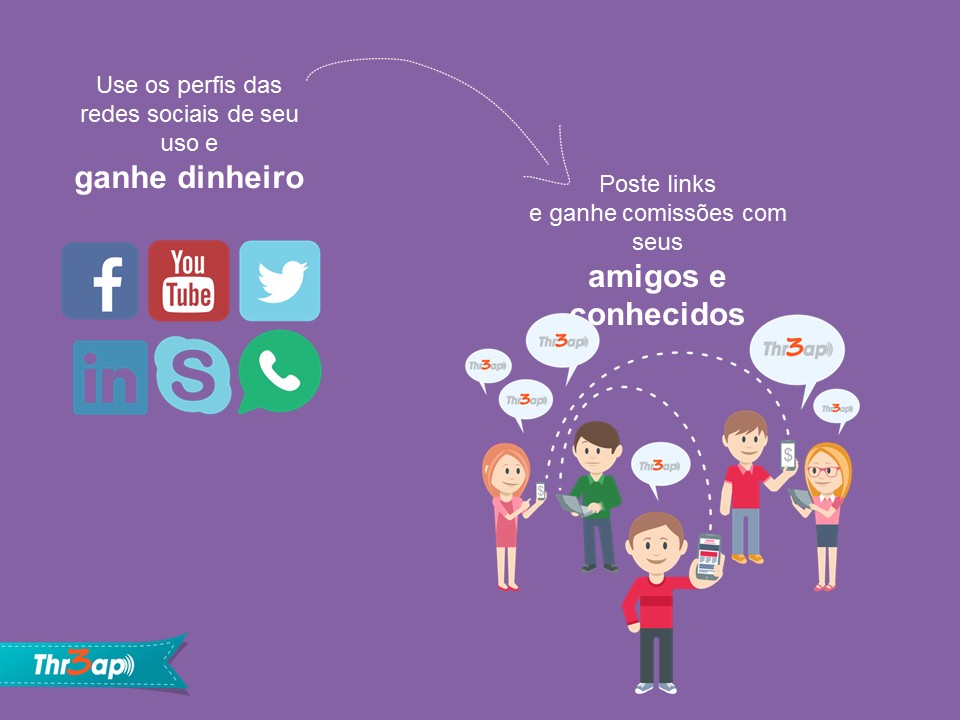 Use os perfis das
redes sociais de seu
uso e
ganhe dinheiro
f
You
Tube
in
S
Poste links
e ganhe comissões com
seus
amigos e
conhecidos
Thr3ap
Thr3ap
Thr3ap
Thr3ap
Thr3ap
Thr3ap
$
$
Thr3ap